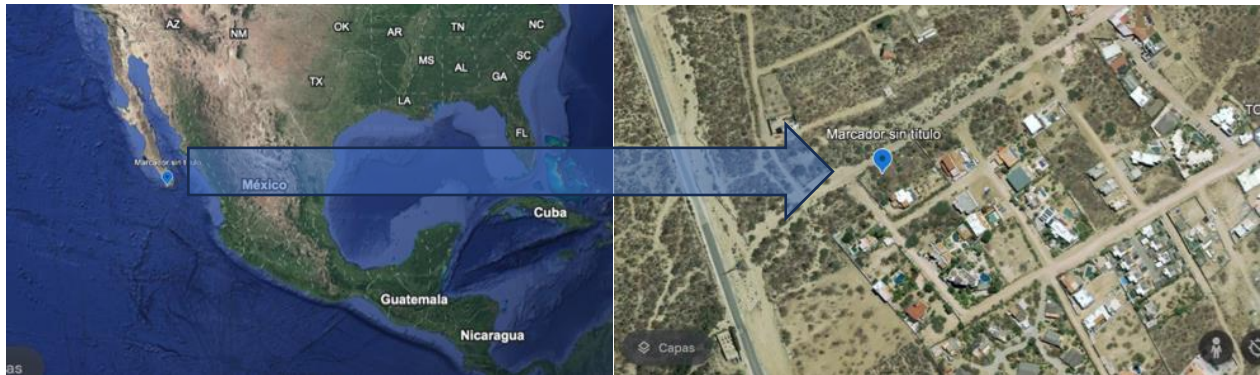 AZ
NM
OK
AR
TN
NC
MS
AL
SC
GA
TX
LA
FL
Marcador sin título
México
Cuba
Guatemala
Nicaragua
as
Marcador sin título
TO
Capas